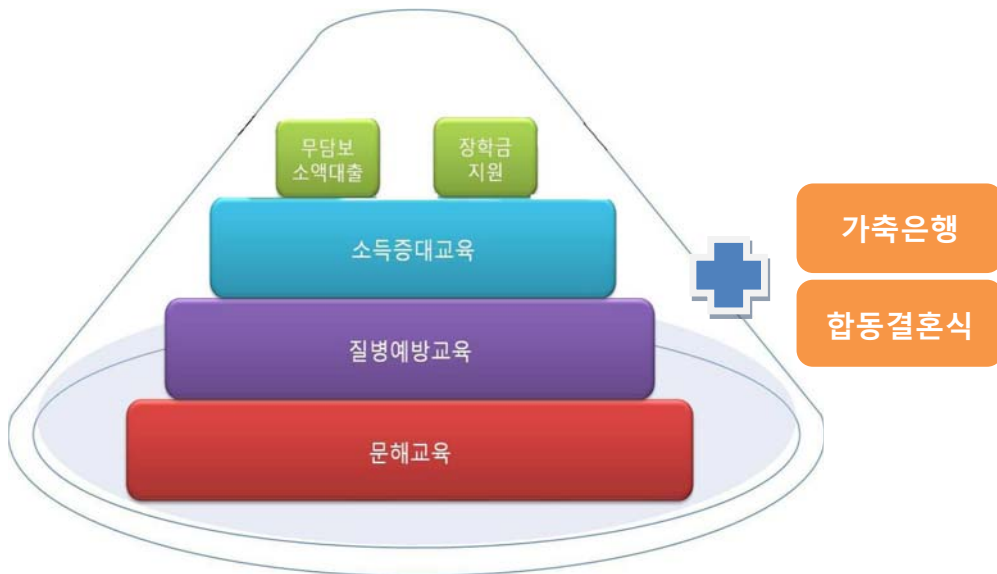 무담보
소액대출
장학금
지원
소득증대교육
질병예방교육
문해교육
가축은행
합동결혼식